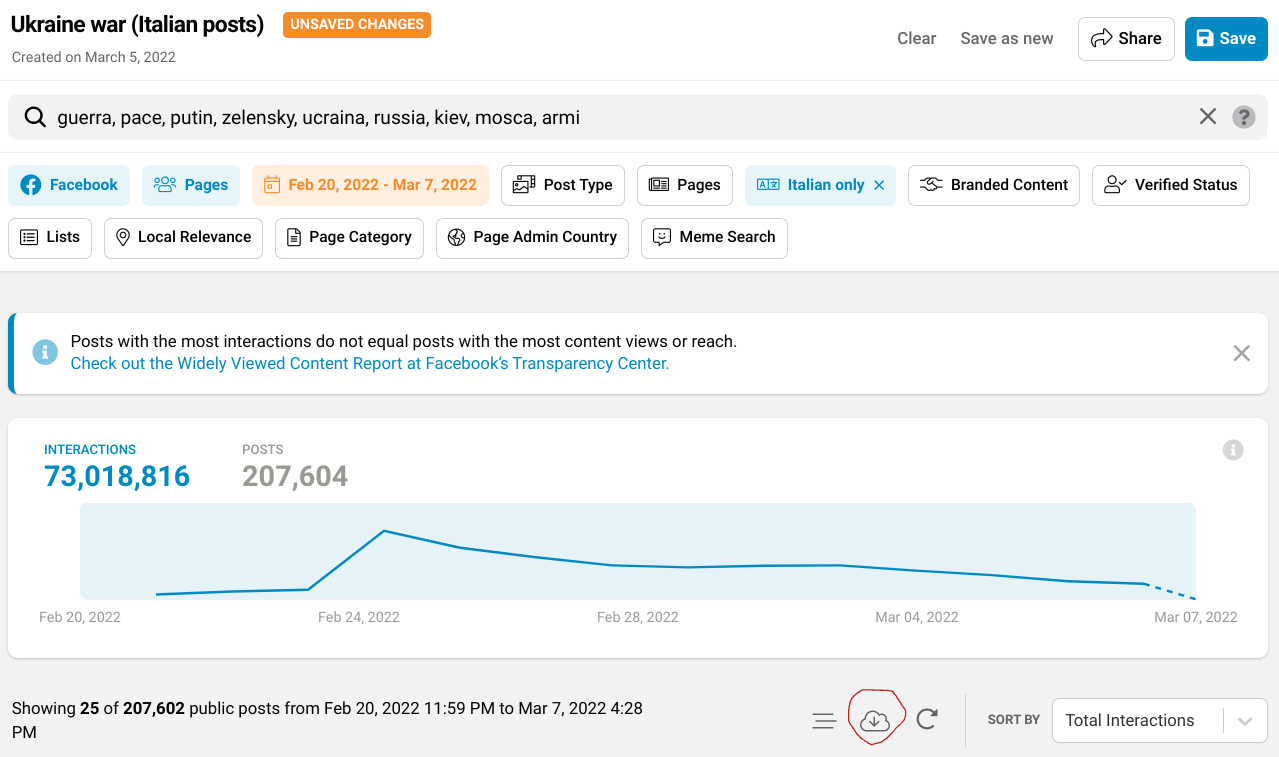 Ukraine war (Italian posts) UNSAVED CHANGES
Created on March 5, 2022
Clear Save as new Share Save
guerra, pace, putin, zelensky, ucraina, russia, kiev, mosca, armi
Facebook Pages Feb 20, 2022 - Mar 7, 2022 Post Type Pages Italian only Branded Content Verified Status
Lists Local Relevance Page Category Page Admin Country Meme Search
Posts with the most interactions do not equal posts with the most content views or reach.
Check out the Widely Viewed Content Report at Facebook's Transparency Center.
INTERACTIONS POSTS
73,018,816 207,604
Feb 20, 2022 Feb 24, 2022 Feb 28, 2022 Mar 04, 2022 Mar 07, 2022
Showing 25 of 207,602 public posts from Feb 20, 2022 11:59 PM to Mar 7, 2022 4:28
PM
SORT BY Total Interactions